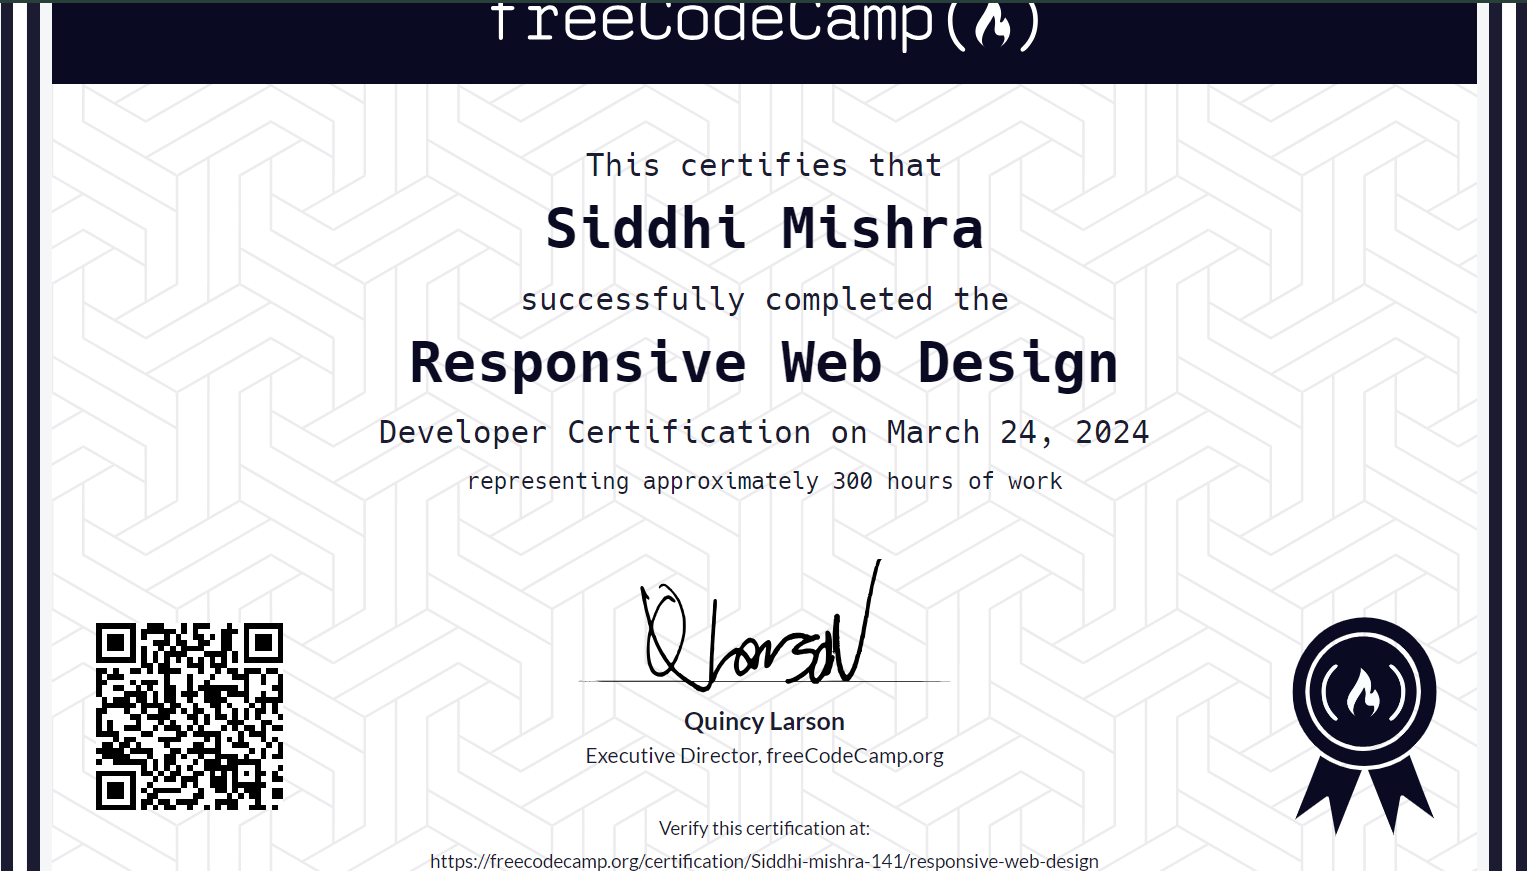 freeCodeCamp
This certifies that
Siddhi Mishra
successfully completed the
Responsive Web Design
Developer Certification on March 24, 2024
representing approximately 300 hours of work
Quincy Larson
Executive Director, freeCodeCamp.org
Verify this certification at:
https://freecodecamp.org/certification/Siddhi-mishra-141/responsive-web-design